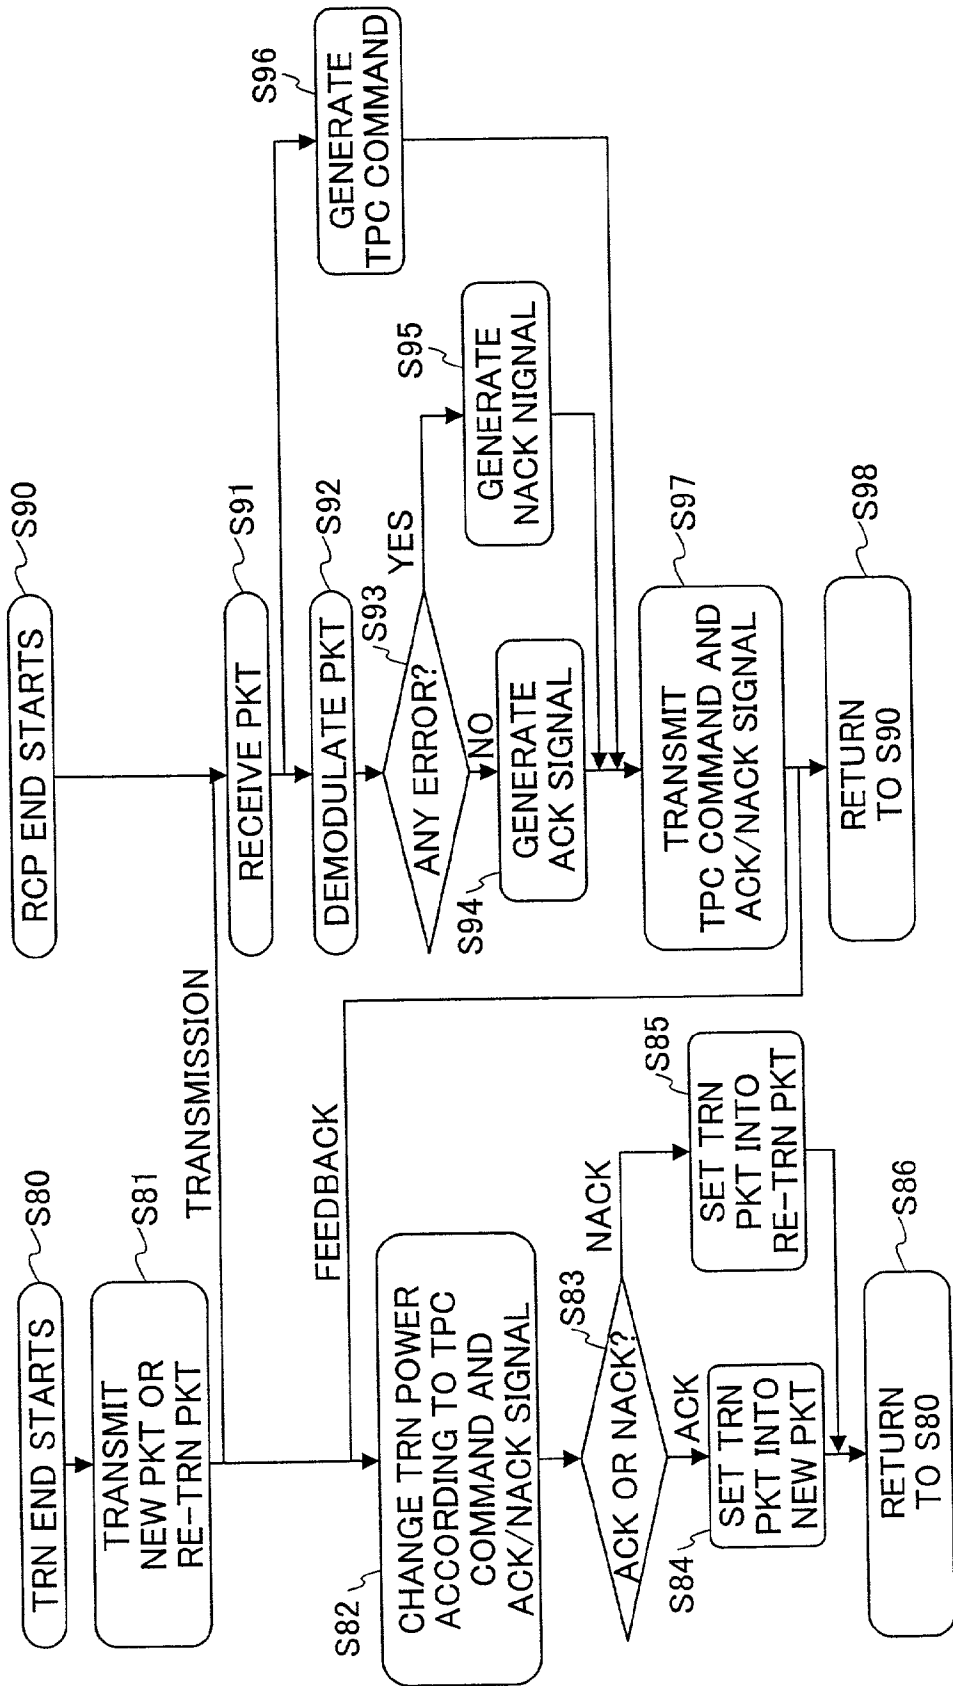 TRN END STARTS
S80
TRANSMIT
NEW PKT OR
RE-TRN PKT
S81
TRANSMISSION
FEEDBACK
CHANGE TRN POWER
ACCORDING TO TPC
COMMAND AND
ACK/NACK SIGNAL
S82
ACK OR NACK?
S83
NACK
ACK
SET TRN
PKT INTO
NEW PKT
S84
SET TRN
PKT INTO
RE-TRN PKT
S85
RETURN
TO S80
S86
RCP END STARTS
S90
RECEIVE PKT
S91
DEMODULATE PKT
S92
ANY ERROR?
S93
YES
NO
GENERATE
ACK SIGNAL
S94
GENERATE
NACK NIGNAL
S95
GENERATE
TPC COMMAND
S96
TRANSMIT
TPC COMMAND AND
ACK/NACK SIGNAL
S97
RETURN
TO S90
S98